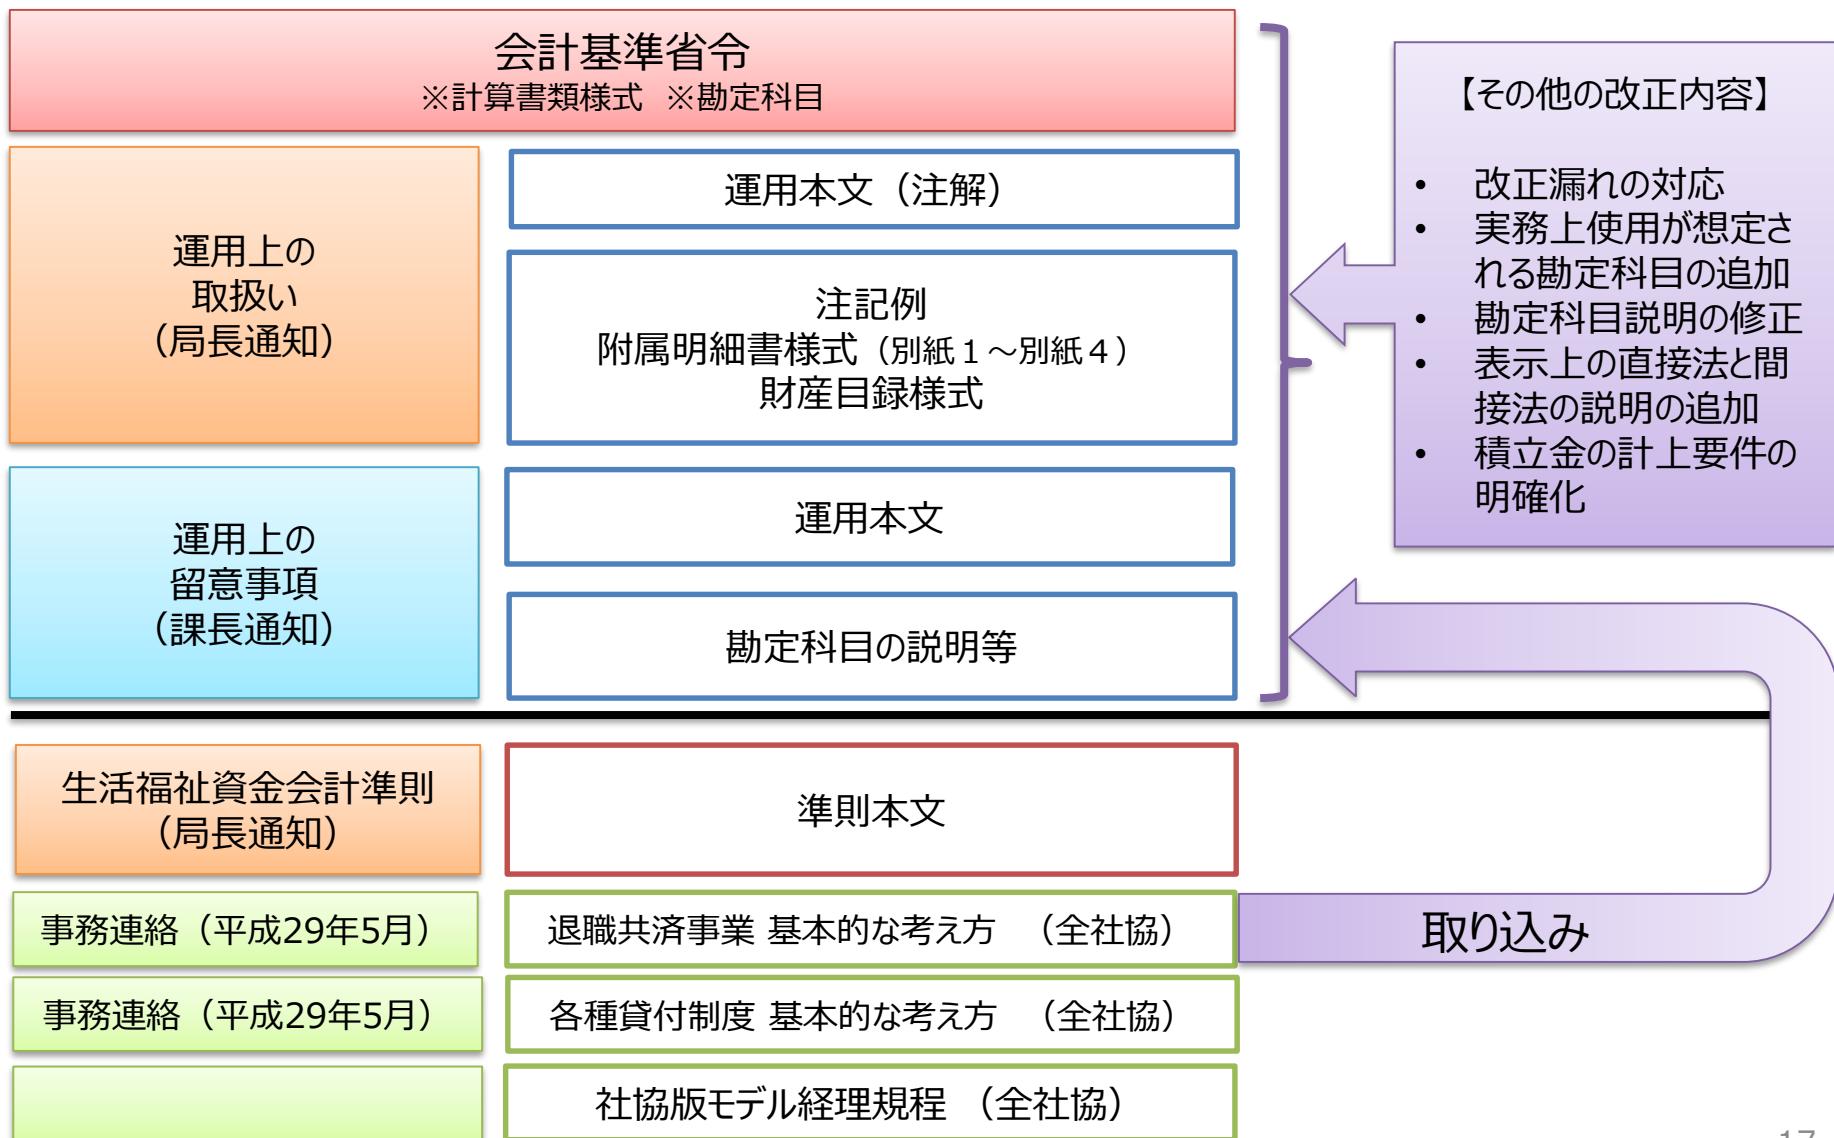 会計基準省令
※計算書類様式 ※勘定科目
運用上の
取扱い
（局長通知）
運用本文（注解）
注記例
附属明細書様式（別紙１～別紙４）
財産目録様式
運用上の
留意事項
（課長通知）
運用本文
勘定科目の説明等
【その他の改正内容】
• 改正漏れの対応
• 実務上使用が想定さ
れる勘定科目の追加
• 勘定科目説明の修正
• 表示上の直接法と間
接法の説明の追加
• 積立金の計上要件の
明確化
生活福祉資金会計準則
（局長通知）
準則本文
事務連絡（平成29年5月）
退職共済事業 基本的な考え方 （全社協）
取り込み
事務連絡（平成29年5月）
各種貸付制度 基本的な考え方 （全社協）
社協版モデル経理規程 （全社協）
17